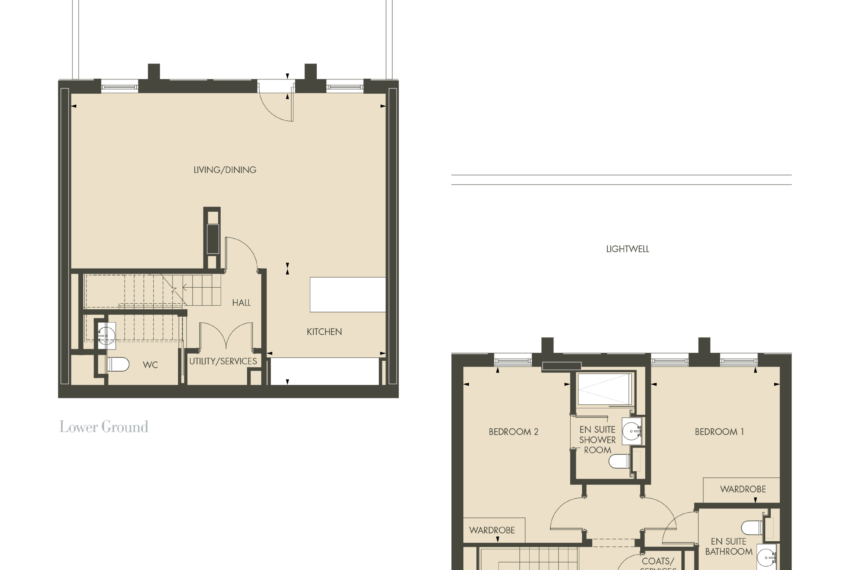 LIVING/DINING
HALL
KITCHEN
WC
UTILITY/SERVICES
Lower Ground
LIGHTWELL
BEDROOM 2
EN SUITE
SHOWER
ROOM
BEDROOM 1
WARDROBE
WARDROBE
EN SUITE
BATHROOM
COATS/
SERVICES